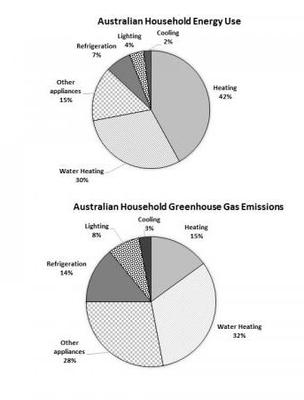 Australian Household Energy Use
Cooling
2%
Lighting
4%
Refrigeration
7%
Heating
42%
Other
appliances
15%
Water Heating
30%
Australian Household Greenhouse Gas Emissions
Cooling
3%
Lighting
8%
Heating
15%
Refrigeration
14%
Water Heating
32%
Other
appliances
28%